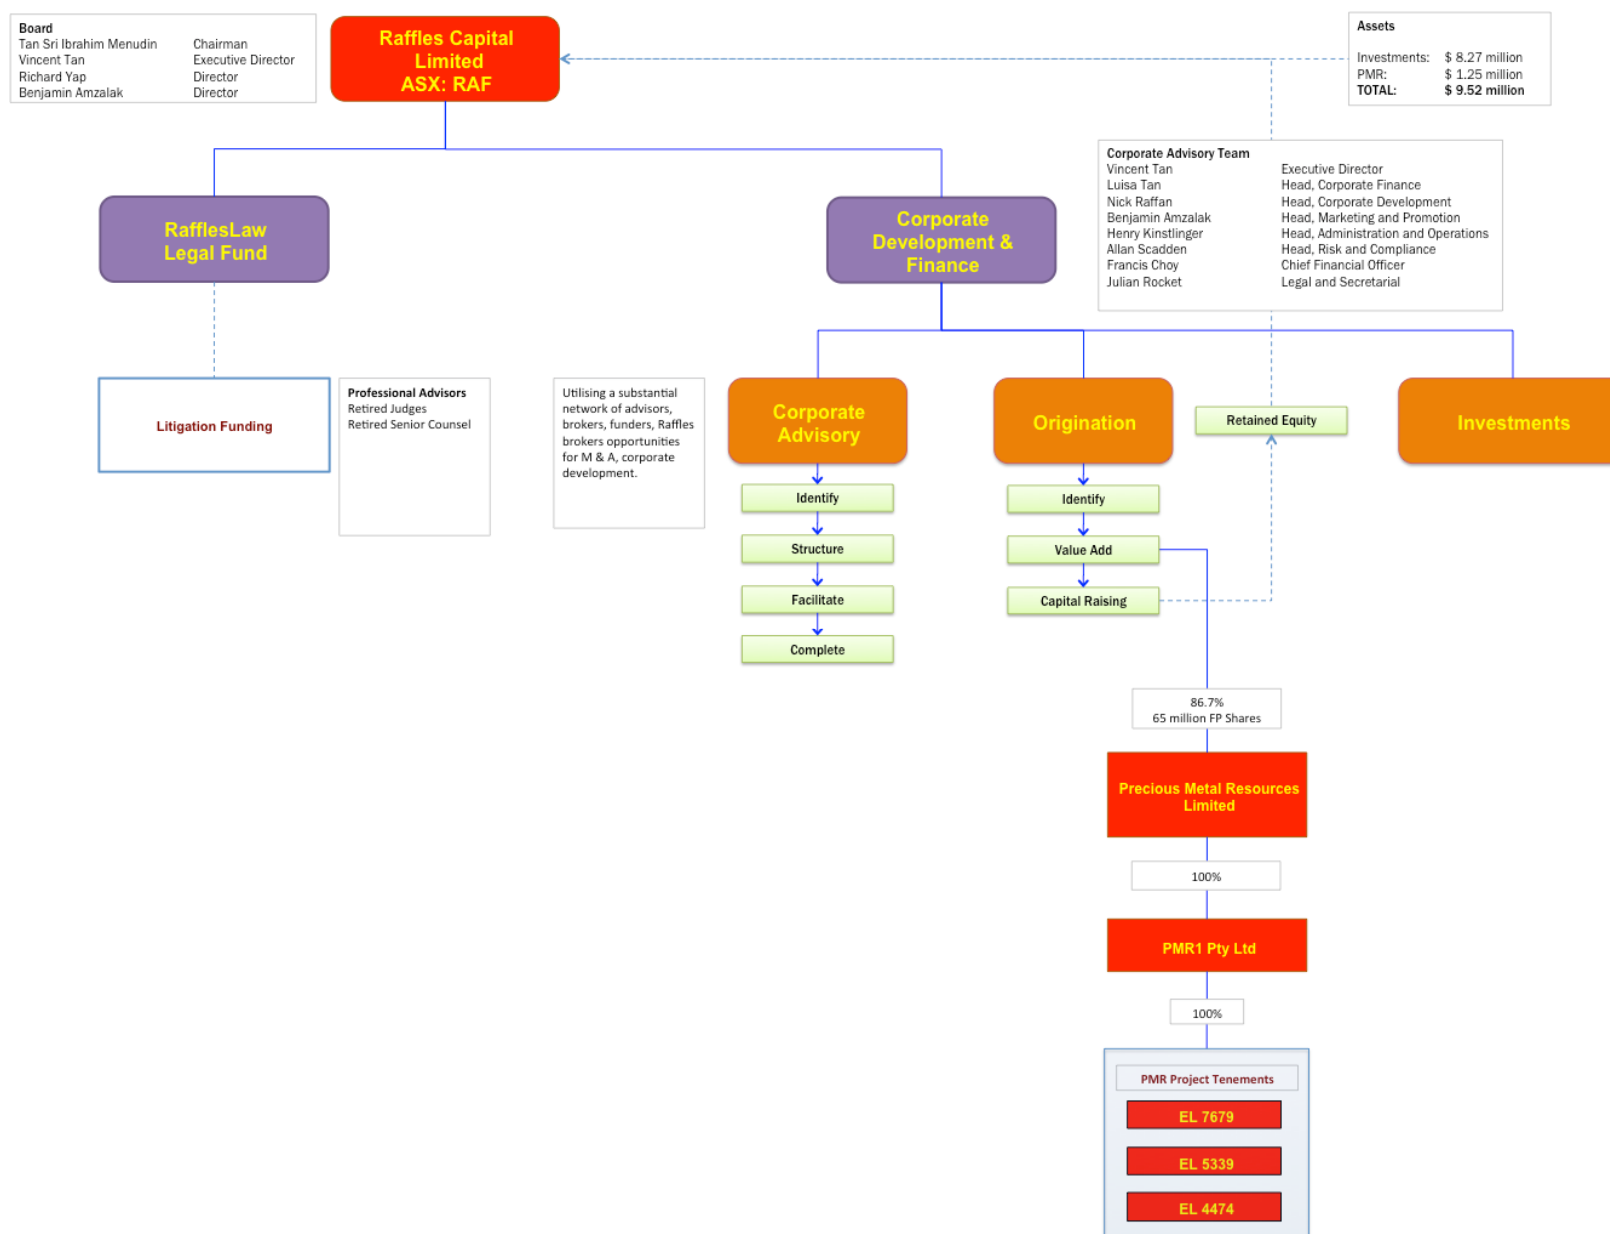 Board
Tan Sri Ibrahim Menudin Chairman
Vincent Tan Executive Director
Richard Yap Director
Benjamin Amzalak Director
Raffles Capital
Limited
ASX: RAF
Assets
Investments: $ 8.27 million
PMR: $ 1.25 million
TOTAL: $ 9.52 million
Corporate Advisory Team
Vincent Tan Executive Director
Luisa Tan Head, Corporate Finance
Nick Raffan Head, Corporate Development
Benjamin Amzalak Head, Marketing and Promotion
Henry Kinstlinger Head, Administration and Operations
Allan Scadden Head, Risk and Compliance
Francis Choy Chief Financial Officer
Julian Rocket Legal and Secretarial
RafflesLaw
Legal Fund
Corporate
Development &
Finance
Litigation Funding
Professional Advisors
Retired Judges
Retired Senior Counsel
Utilising a substantial
network of advisors,
brokers, funders, Raffles
brokers opportunities
for M & A, corporate
development.
Corporate
Advisory
Identify
Structure
Facilitate
Complete
Origination
Identify
Value Add
Capital Raising
Retained Equity
Investments
86.7%
65 million FP Shares
Precious Metal Resources
Limited
100%
PMR1 Pty Ltd
100%
PMR Project Tenements
EL 7679
EL 5339
EL 4474